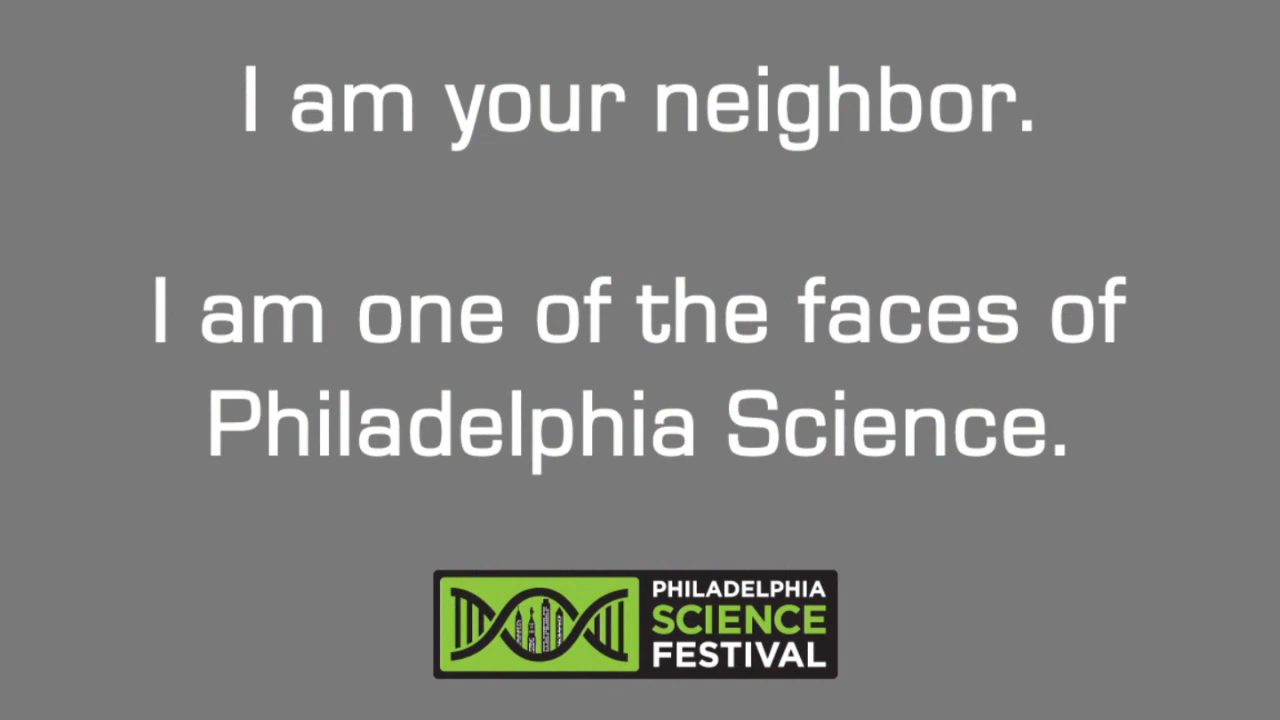 I am your neighbor.
I am one of the faces of
Philadelphia Science.
PHILADELPHIA
SCIENCE
FESTIVAL